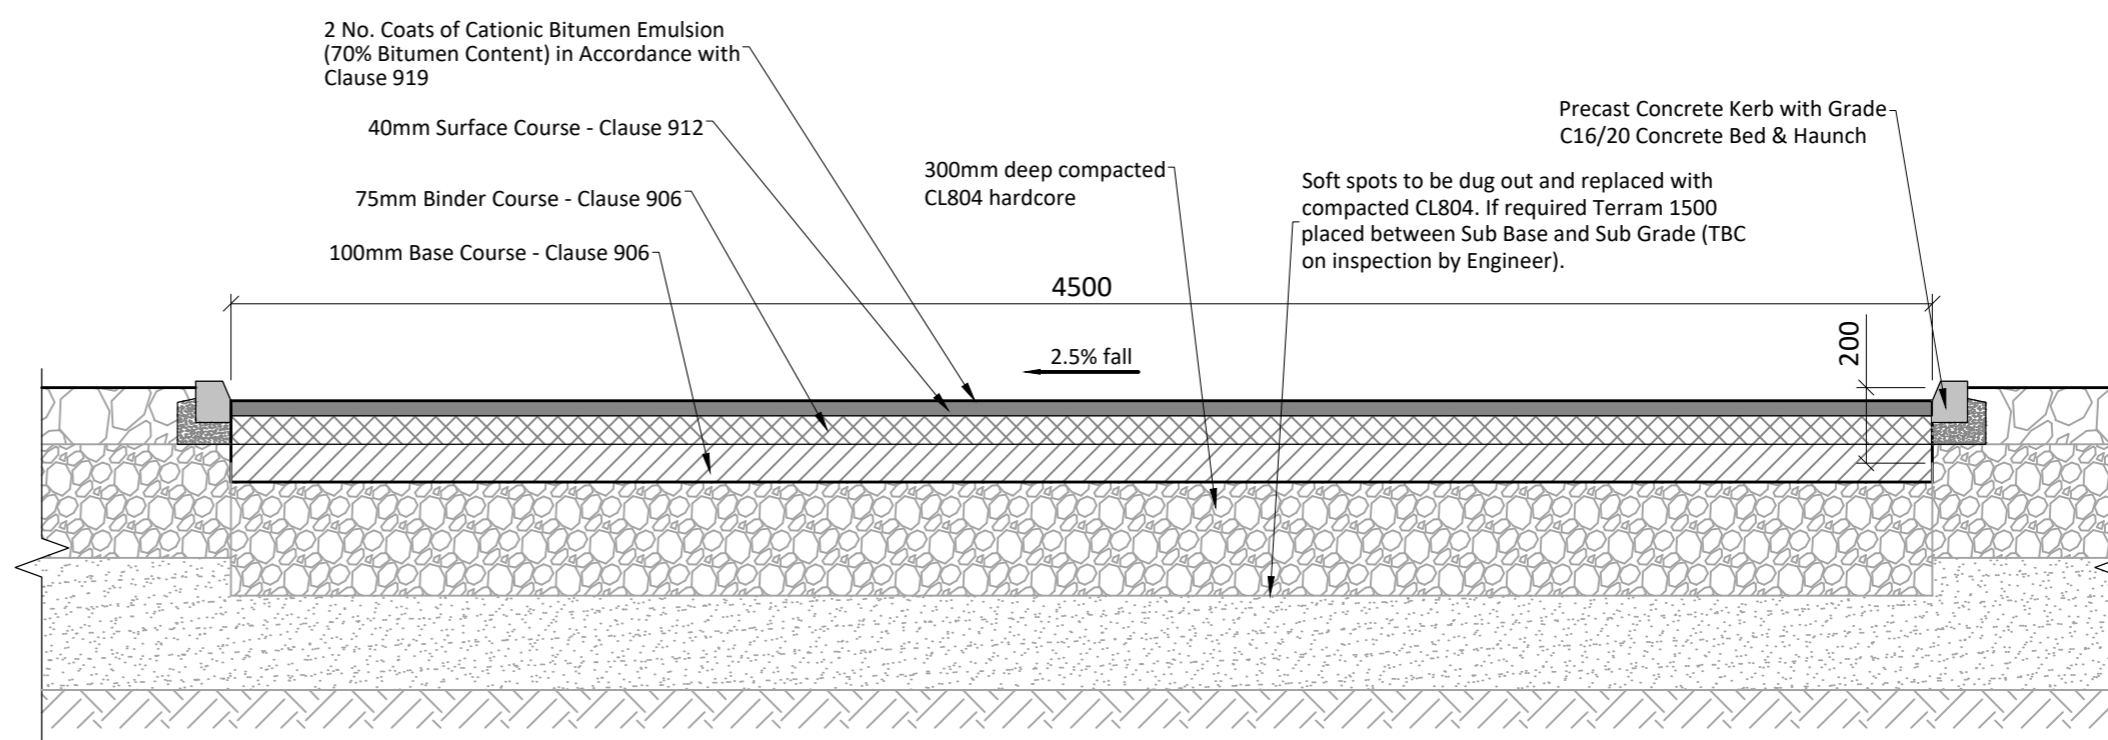 2 No. Coats of Cationic Bitumen Emulsion
(70% Bitumen Content) in Accordance with
Clause 919
40mm Surface Course - Clause 912
75mm Binder Course - Clause 906
100mm Base Course - Clause 906
300mm deep compacted
CL804 hardcore
Precast Concrete Kerb with Grade
C16/20 Concrete Bed & Haunch
Soft spots to be dug out and replaced with
compacted CL804. If required Terram 1500
placed between Sub Base and Sub Grade (TBC
on inspection by Engineer).
4500
2.5% fall
200